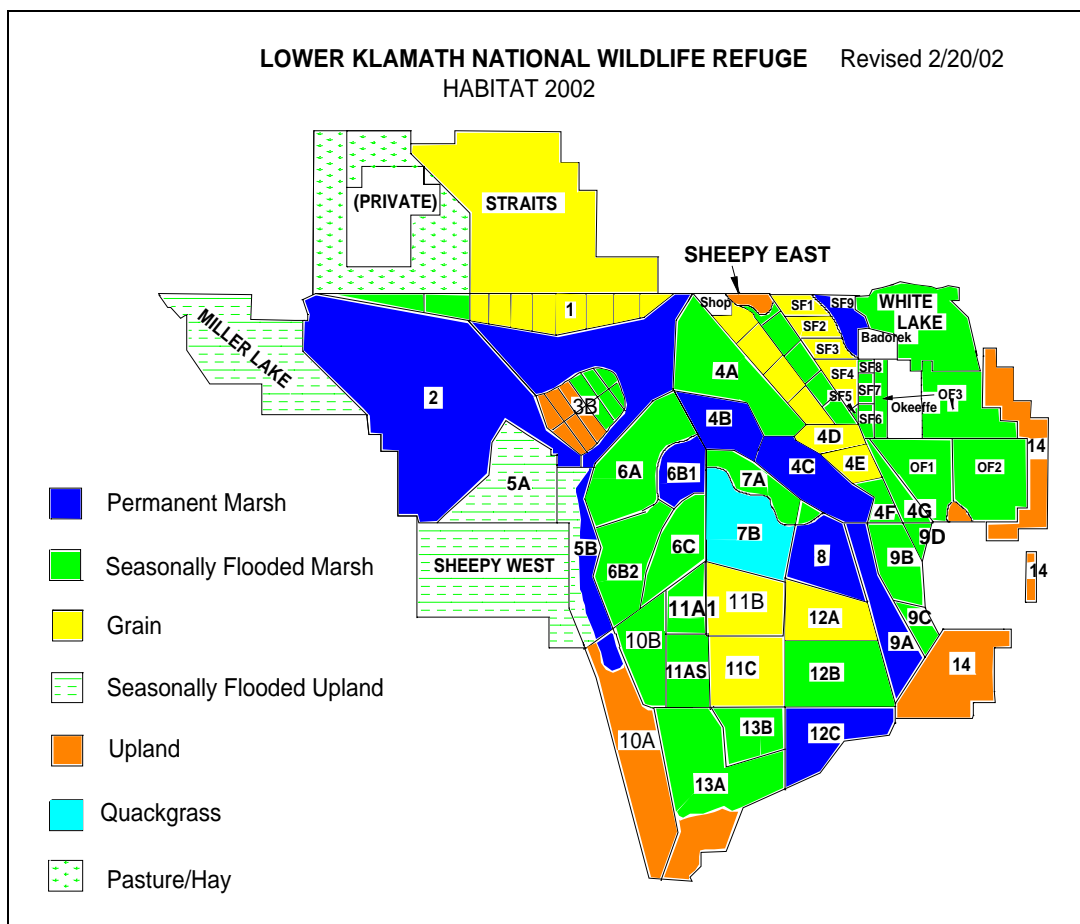 LOWER KLAMATH NATIONAL WILDLIFE REFUGE Revised 2/20/02
HABITAT 2002
(PRIVATE)
STRAITS
SHEEPY EAST
MILLER LAKE
1
Shop
SF1
SF9
WHITE
LAKE
SF2
Badorek
SF3
2
3B
4A
SF4
SF8
SF5
SF7
Okeeffe
OF3
SF6
4B
4D
14
5A
6A
6B1
4C
4E
OF1
OF2
7A
4F
4G
5B
6C
7B
9D
SHEEPY WEST
6B2
8
9B
14
11A1
11B
12A
9C
10B
9A
14
11AS
11C
12B
10A
13B
12C
13A
Permanent Marsh
Seasonally Flooded Marsh
Grain
Seasonally Flooded Upland
Upland
Quackgrass
Pasture/Hay